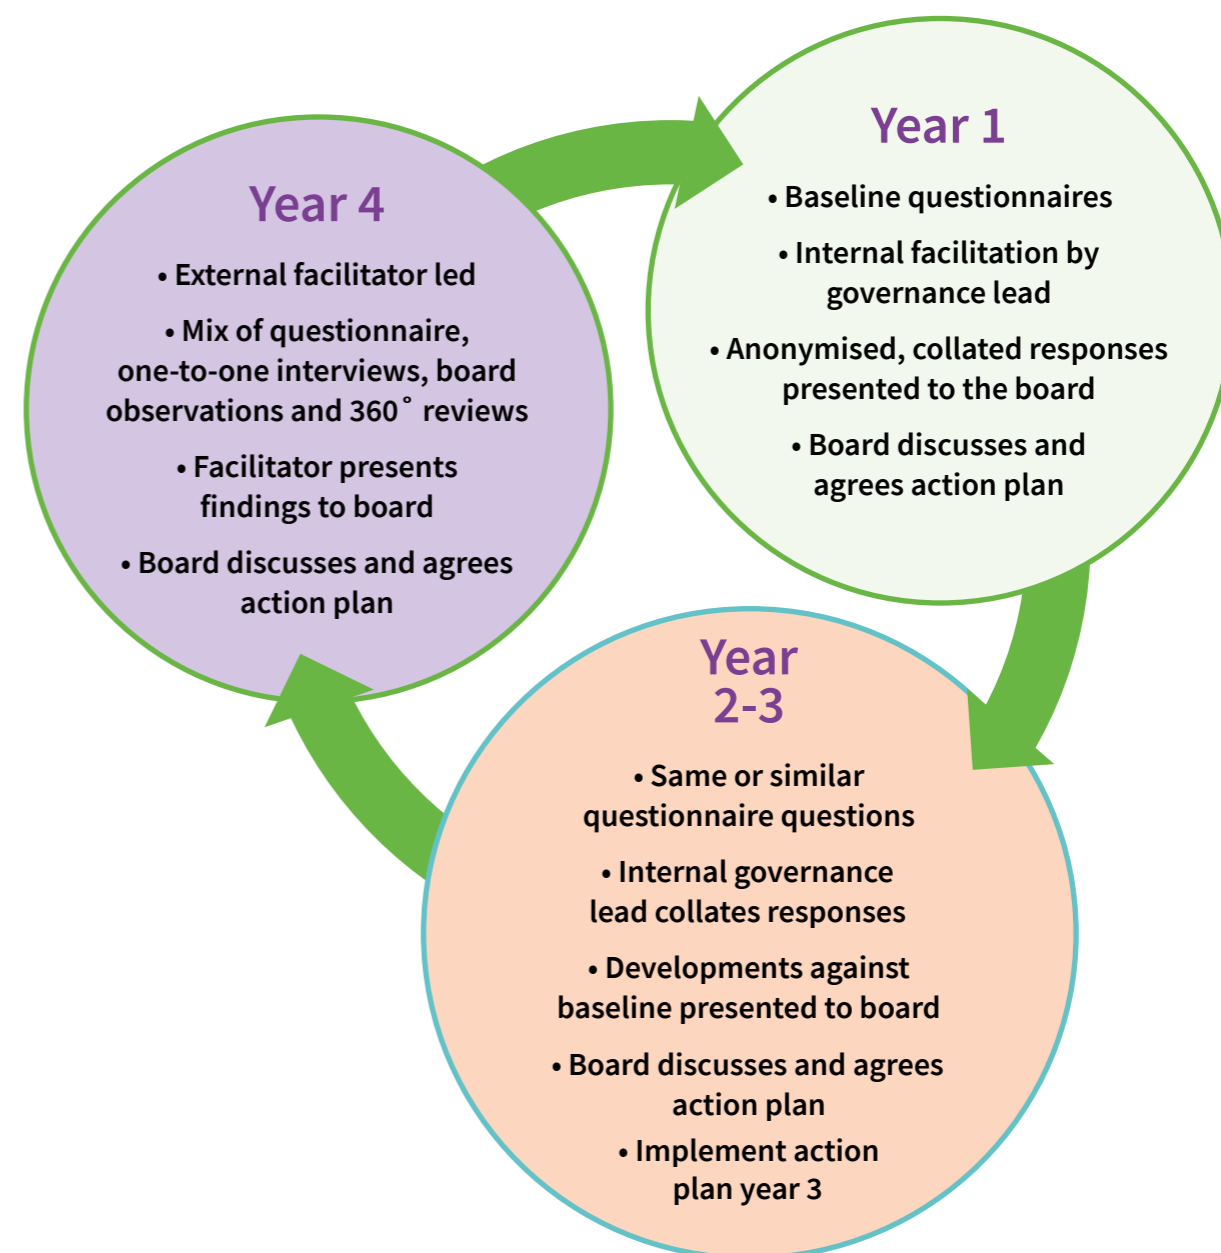 Year 1
• Baseline questionnaires
• Internal facilitation by
governance lead
• Anonymised, collated responses
presented to the board
• Board discusses and
agrees action plan
Year
2-3
• Same or similar
questionnaire questions
• Internal governance
lead collates responses
• Developments against
baseline presented to board
• Board discusses and agrees
action plan
• Implement action
plan year 3
Year 4
• External facilitator led
• Mix of questionnaire,
one-to-one interviews, board
observations and 360˚ reviews
• Facilitator presents
findings to board
• Board discusses and agrees
action plan